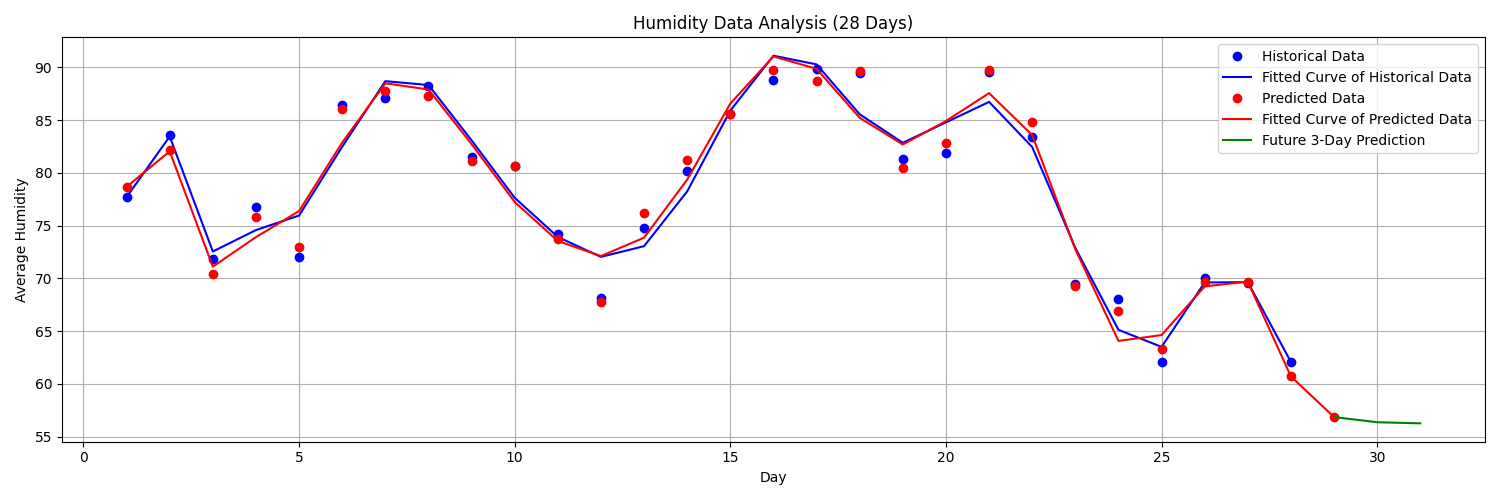 Humidity Data Analysis (28 Days)
Historical Data
Fitted Curve of Historical Data
Predicted Data
Fitted Curve of Predicted Data
Future 3-Day Prediction
Average Humidity
90
85
80
75
70
65
60
55
0 5 10 15 20 25 30
Day